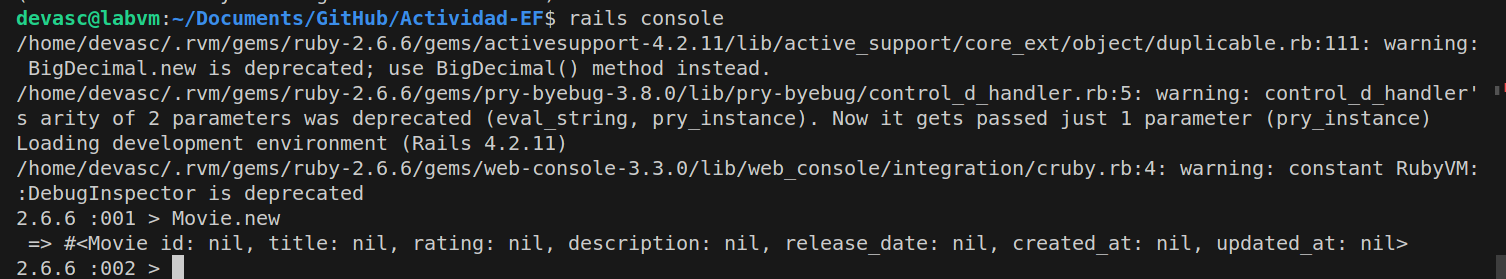 devasc@labvm:~/Documents/GitHub/Actividad-EF$ rails console
/home/devasc/.rvm/gems/ruby-2.6.6/gems/activesupport-4.2.11/lib/active_support/core_ext/object/duplicable.rb:111: warning:
 BigDecimal.new is deprecated; use BigDecimal() method instead.
/home/devasc/.rvm/gems/ruby-2.6.6/gems/pry-byebug-3.8.0/lib/pry-byebug/control_d_handler.rb:5: warning: control_d_handler'
s arity of 2 parameters was deprecated (eval_string, pry_instance). Now it gets passed just 1 parameter (pry_instance)
Loading development environment (Rails 4.2.11)
/home/devasc/.rvm/gems/ruby-2.6.6/gems/web-console-3.3.0/lib/web_console/integration/cruby.rb:4: warning: constant RubyVM:
:DebugInspector is deprecated
2.6.6 :001 > Movie.new
 => #<Movie id: nil, title: nil, rating: nil, description: nil, release_date: nil, created_at: nil, updated_at: nil>
2.6.6 :002 >